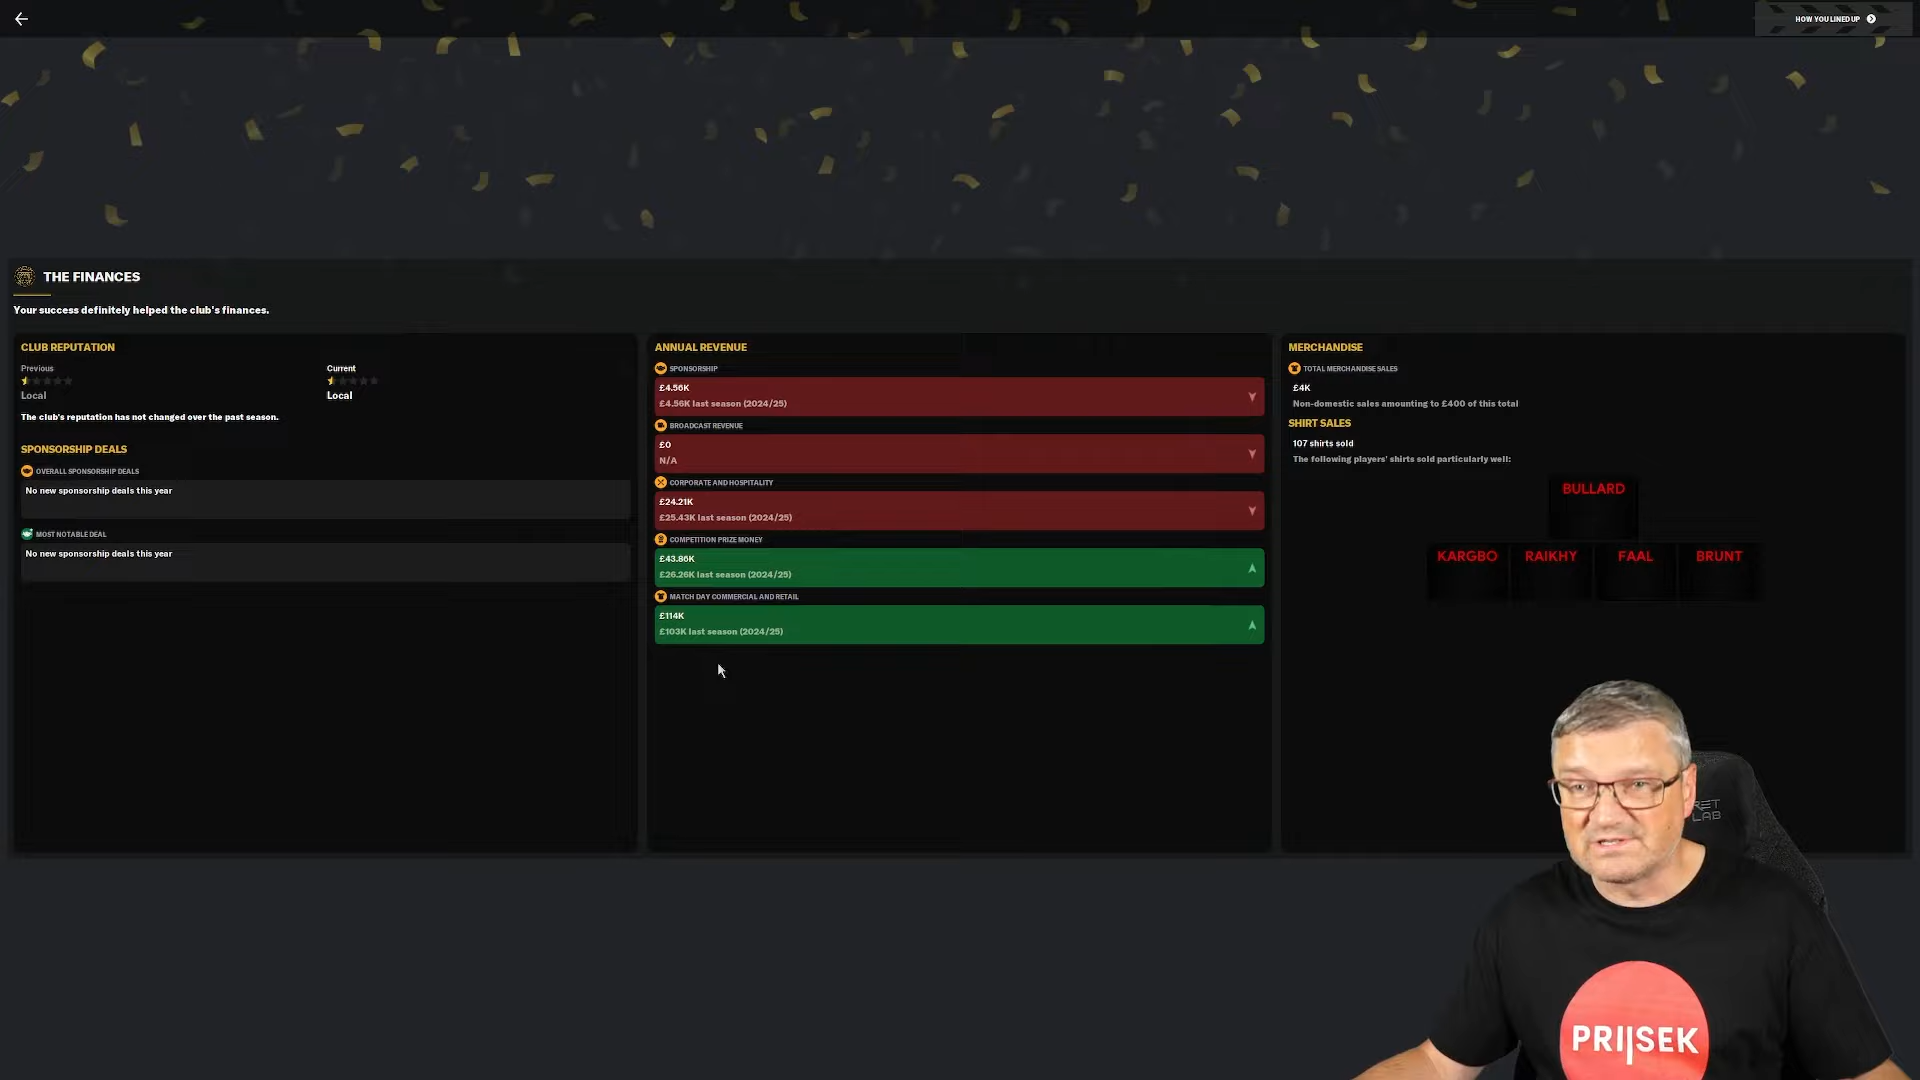 HOW YOU LINED UP
THE FINANCES
Your success definitely helped the club's finances.
CLUB REPUTATION
Previous
Current
Local
Local
The club's reputation has not changed over the past season.
SPONSORSHIP DEALS
OVERALL SPONSORSHIP DEALS
No new sponsorship deals this year
MOST NOTABLE DEAL
No new sponsorship deals this year
ANNUAL REVENUE
SPONSORSHIP
£4.56K
£4.56K last season (2024/25)
BROADCAST REVENUE
£0
N/A
CORPORATE AND HOSPITALITY
£24.21K
£25.43K last season (2024/25)
COMPETITION PRIZE MONEY
£43.86K
£26.26K last season (2024/25)
MATCH DAY COMMERCIAL AND RETAIL
£114K
£103K last season (2024/25)
MERCHANDISE
TOTAL MERCHANDISE SALES
£4K
Non-domestic sales amounting to £400 of this total
SHIRT SALES
107 shirts sold
The following players' shirts sold particularly well:
BULLARD
KARGBO RAIKHY FAAL BRUNT
LAB